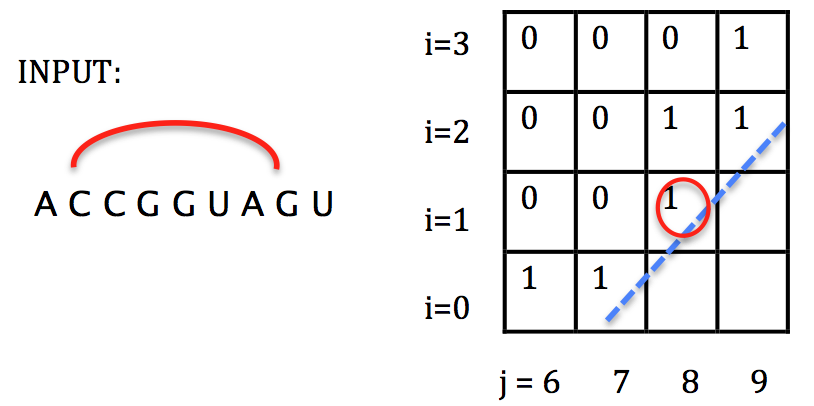 INPUT:
A C C G G U A G U
i=3 0 0 0 1
i=2 0 0 1 1
i=1 0 0 1
i=0 1 1
j = 6 7 8 9